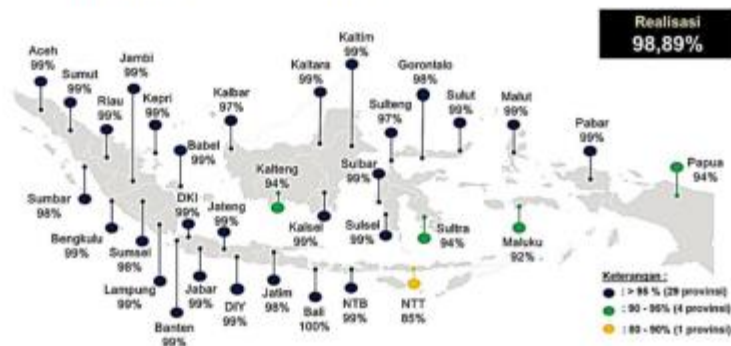 Realisasi
98,89%
Aceh
99%
Sumut
99%
Riau
99%
Jambi
99%
Kepri
99%
Babel
99%
Kalbar
97%
Kaltara
99%
Kaltim
99%
Sulteng
97%
Gorontalo
98%
Sulut
99%
Malut
99%
Pabar
99%
Papua
94%
Kalteng
94%
Sulbar
99%
Sumbar
98%
Bengkulu
99%
Sumsel
98%
Lampung
99%
Banten
99%
DKI
99%
Jabar
99%
Jateng
99%
DIY
99%
Jatim
98%
Bali
100%
Kalsel
99%
NTB
99%
Sulsel
99%
Sultra
94%
NTT
85%
Maluku
92%
Keterangan :
: > 95 % (29 provinsi)
: 90 - 95% (4 provinsi)
: 80 - 90% (1 provinsi)